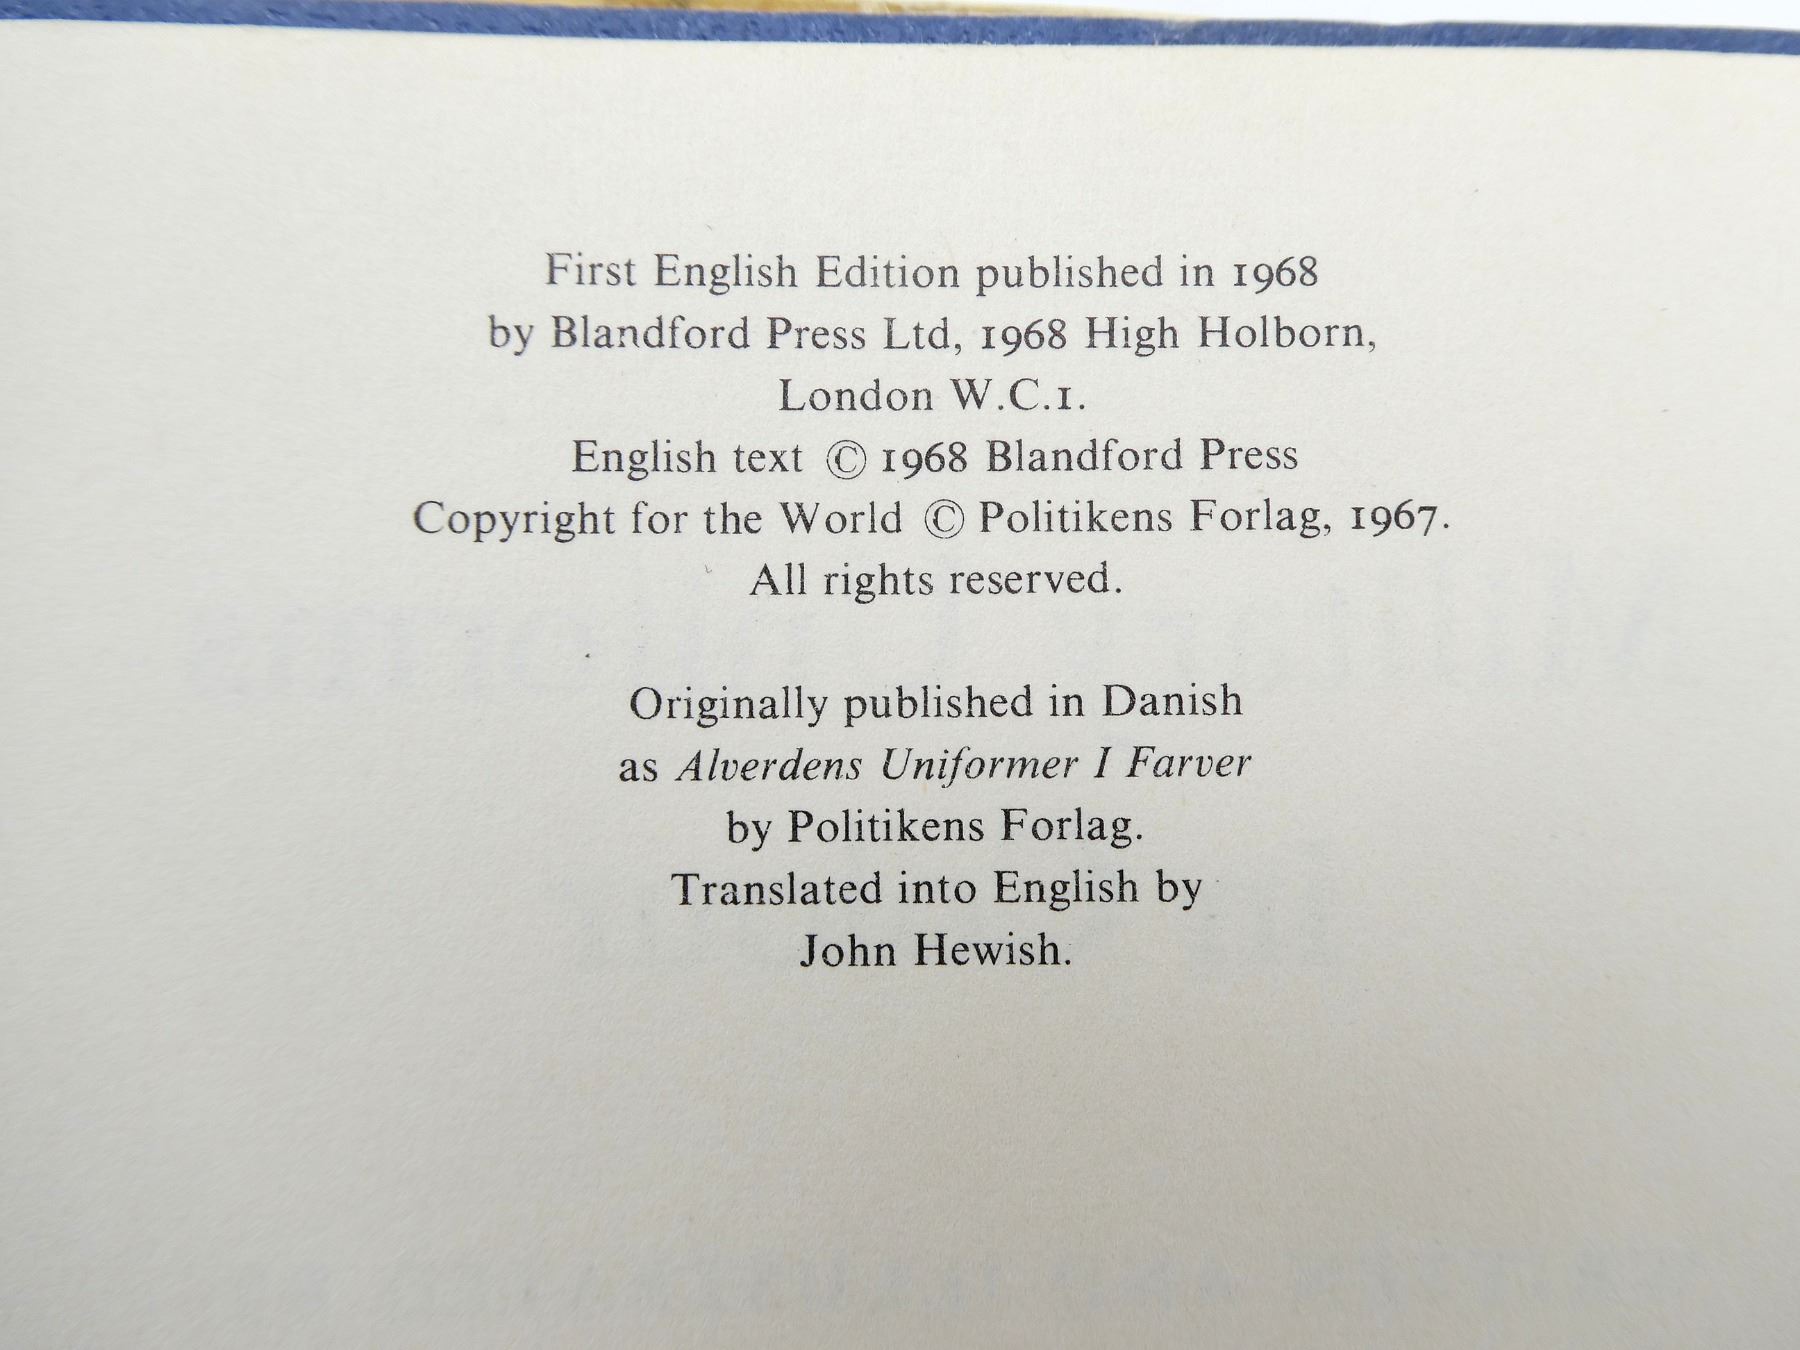 First English Edition published in 1968
by Blandford Press Ltd, 1968 High Holborn,
London W.C.1.
English text © 1968 Blandford Press
Copyright for the World © Politikens Forlag, 1967.
All rights reserved.
Originally published in Danish
as Alverdens Uniformer I Farver
by Politikens Forlag.
Translated into English by
John Hewish.